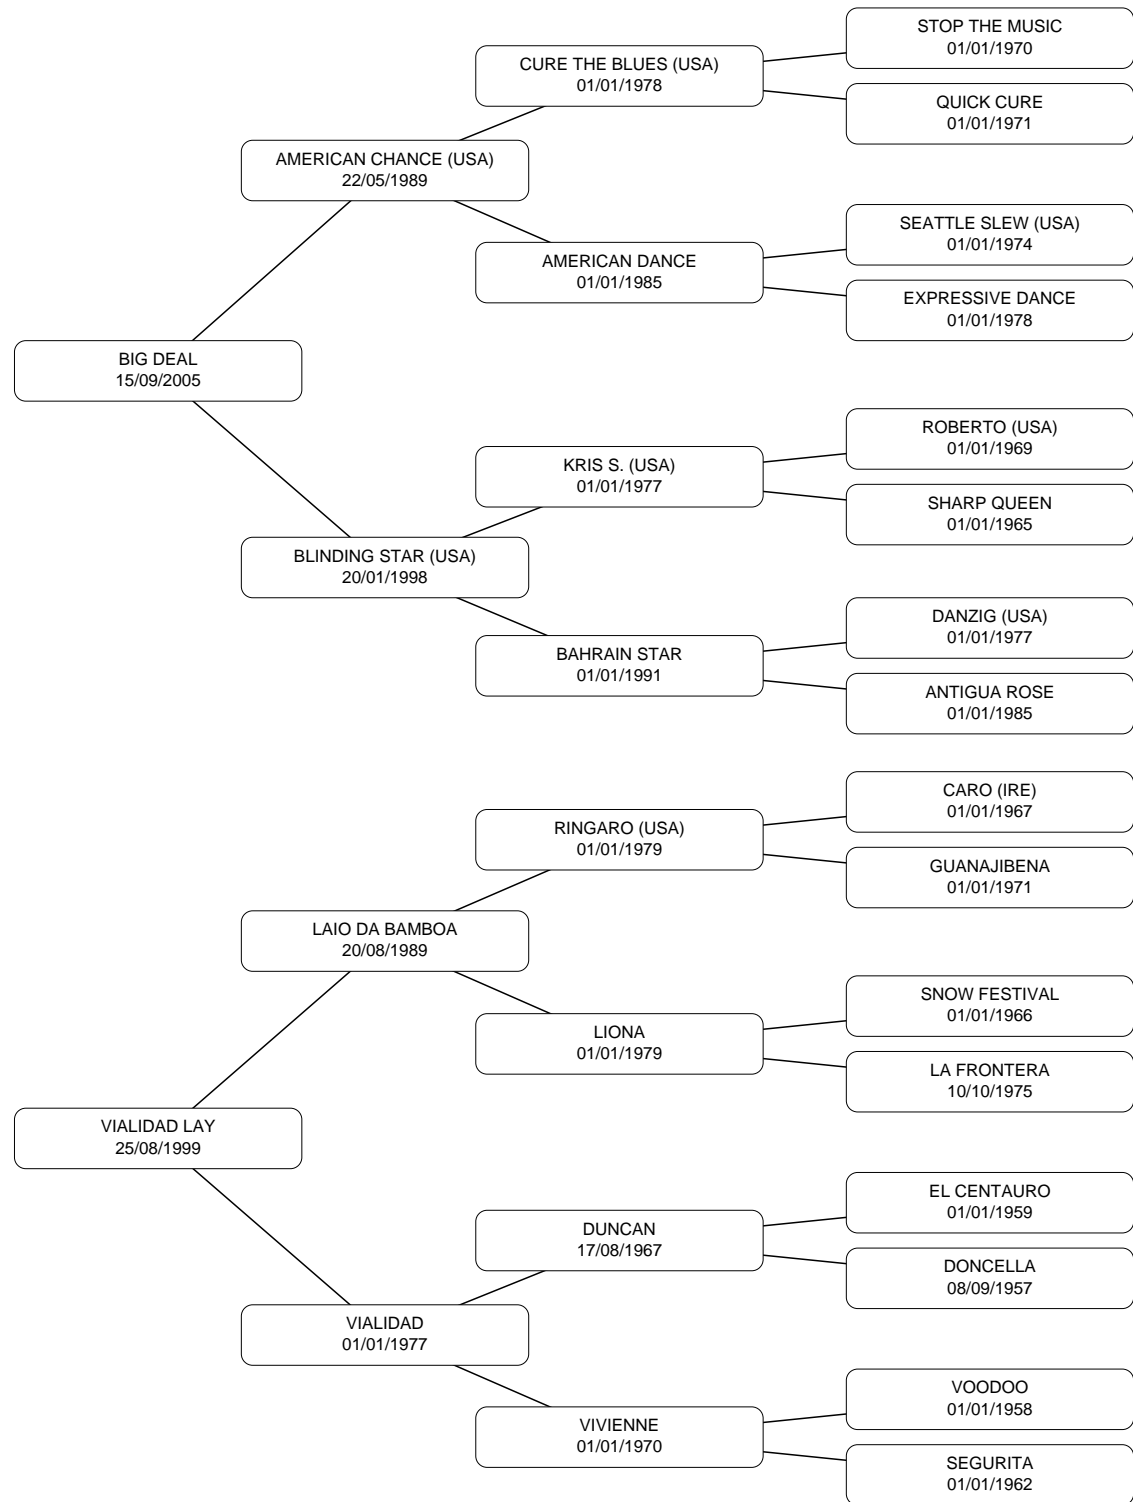 STOP THE MUSIC
01/01/1970
CURE THE BLUES (USA)
01/01/1978
QUICK CURE
01/01/1971
AMERICAN CHANCE (USA)
22/05/1989
SEATTLE SLEW (USA)
01/01/1974
AMERICAN DANCE
01/01/1985
EXPRESSIVE DANCE
01/01/1978
BIG DEAL
15/09/2005
ROBERTO (USA)
01/01/1969
KRIS S. (USA)
01/01/1977
SHARP QUEEN
01/01/1965
BLINDING STAR (USA)
20/01/1998
DANZIG (USA)
01/01/1977
BAHRAIN STAR
01/01/1991
ANTIGUA ROSE
01/01/1985
CARO (IRE)
01/01/1967
RINGARO (USA)
01/01/1979
GUANAJIBENA
01/01/1971
LAIO DA BAMBOA
20/08/1989
SNOW FESTIVAL
01/01/1966
LIONA
01/01/1979
LA FRONTERA
10/10/1975
VIALIDAD LAY
25/08/1999
EL CENTAURO
01/01/1959
DUNCAN
17/08/1967
DONCELLA
08/09/1957
VIALIDAD
01/01/1977
VOODOO
01/01/1958
VIVIENNE
01/01/1970
SEGURITA
01/01/1962